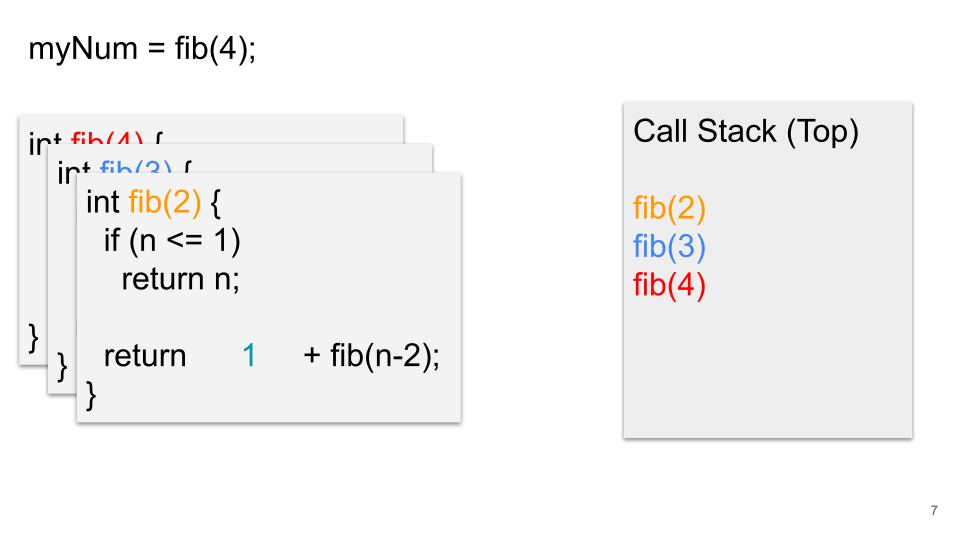 myNum = fib(4);
int fib(4) {
int fib(3) {
int fib(2) {
if (n <= 1)
return n;
return 1 + fib(n-2);
}
}
}
Call Stack (Top)
fib(2)
fib(3)
fib(4)
7